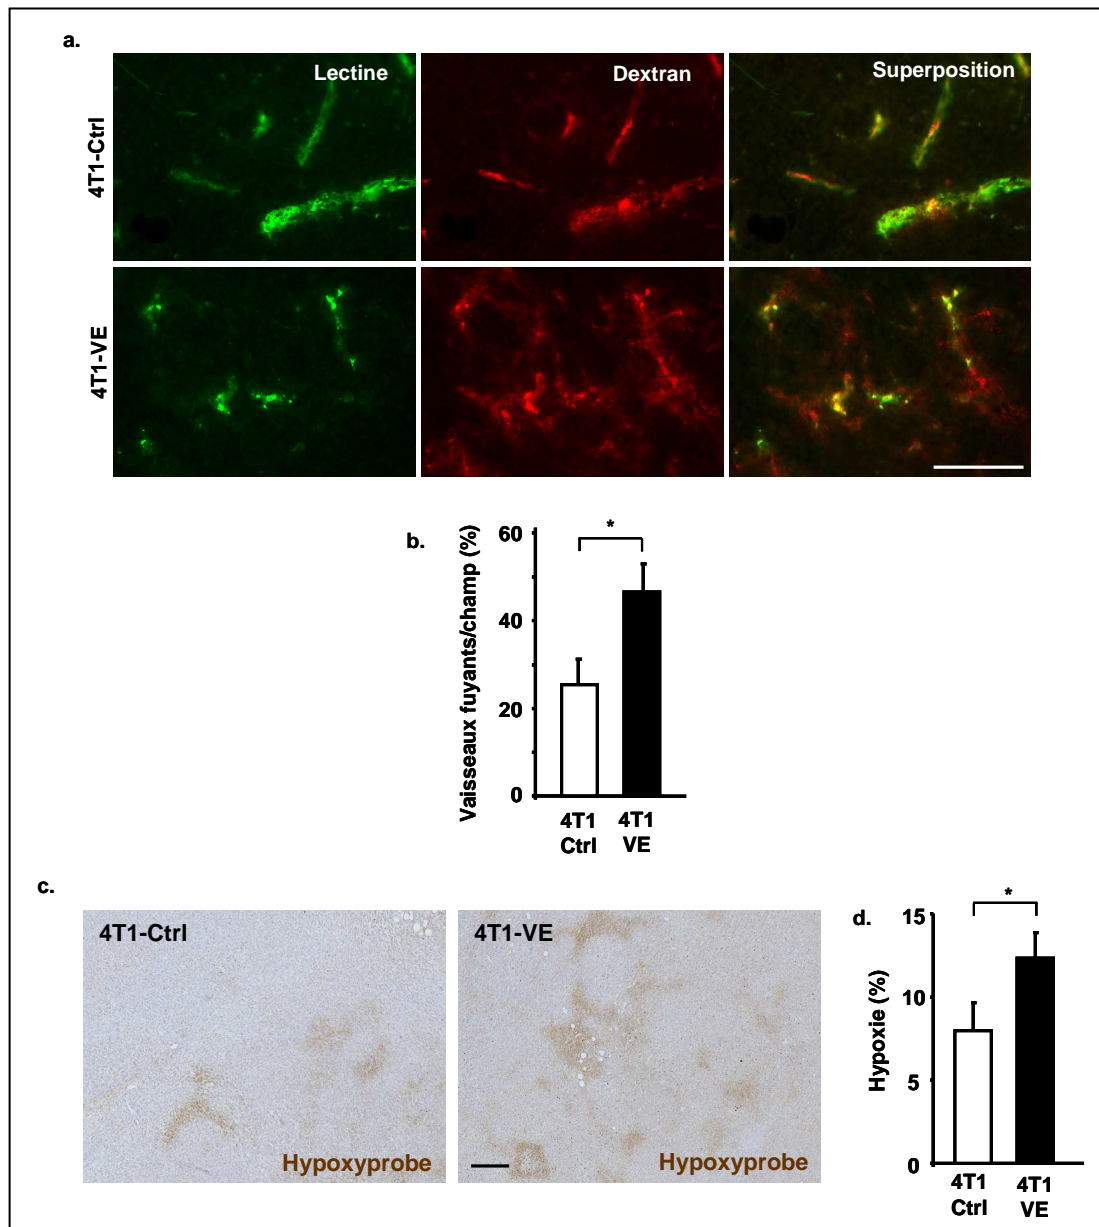 a.
Lectine
Dextran
Superposition
4T1-Ctrl
4T1-VE
b.
Vaisseaux fuyants/champ (%)
60
40
20
0
*
4T1
Ctrl
4T1
VE
c.
4T1-Ctrl
Hypoxyprobe
4T1-VE
Hypoxyprobe
d.
Hypoxie (%)
15
10
5
0
*
4T1
Ctrl
4T1
VE